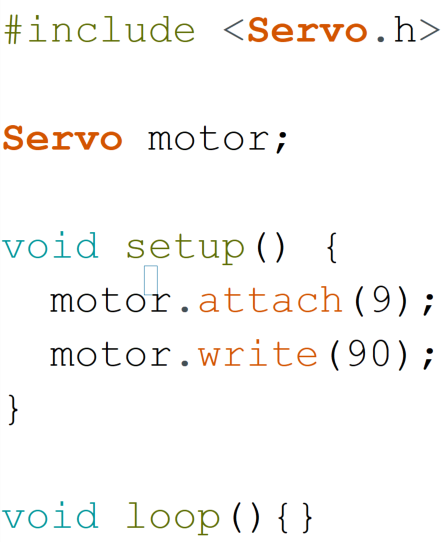 #include <Servo.h>
Servo motor;
void setup() {
motor.attach(9);
motor.write(90);
}
void loop(){}